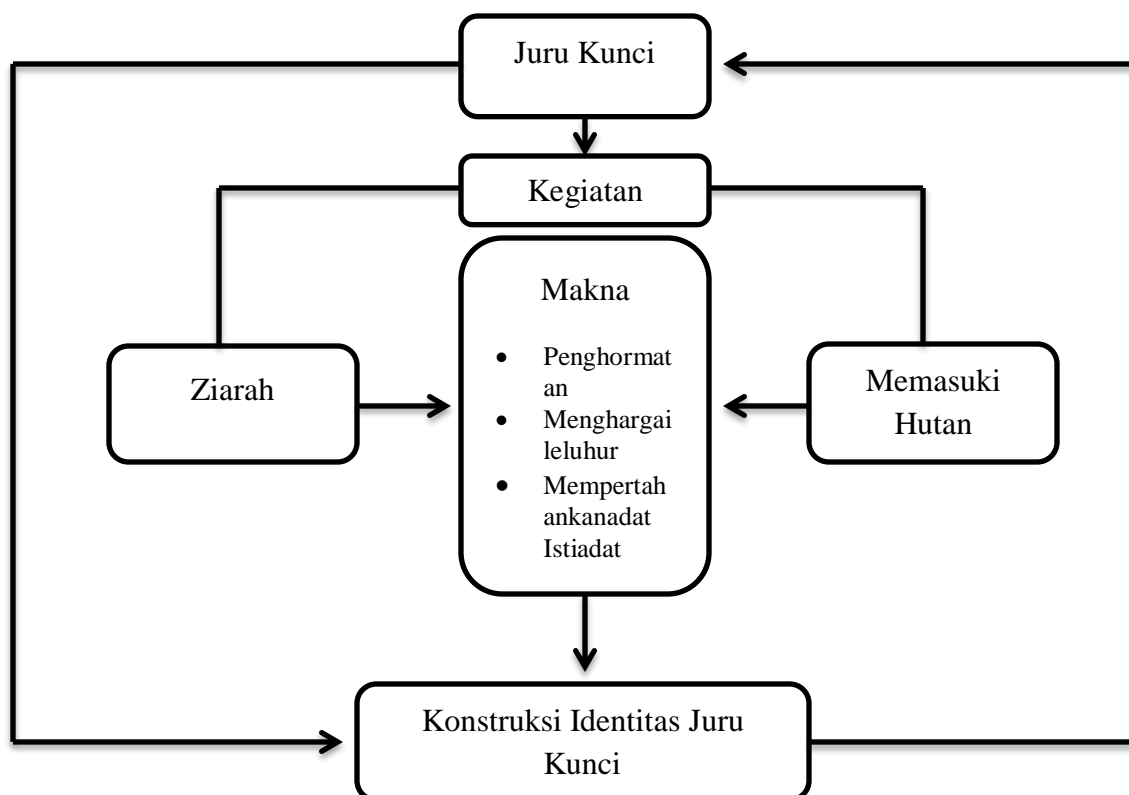 Juru Kunci
Kegiatan
Makna
• Penghormat
an
• Menghargai
leluhur
• Mempertah
ankanadat
Istiadat
Ziarah
Memasuki
Hutan
Konstruksi Identitas Juru
Kunci